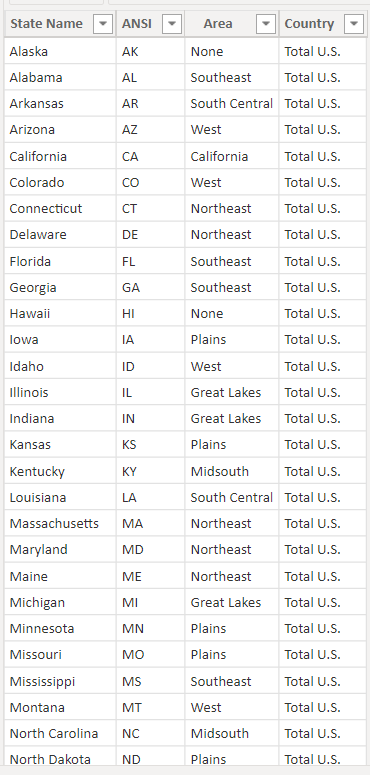 State Name ANSI Area Country
Alaska AK None Total U.S.
Alabama AL Southeast Total U.S.
Arkansas AR South Central Total U.S.
Arizona AZ West Total U.S.
California CA California Total U.S.
Colorado CO West Total U.S.
Connecticut CT Northeast Total U.S.
Delaware DE Northeast Total U.S.
Florida FL Southeast Total U.S.
Georgia GA Southeast Total U.S.
Hawaii HI None Total U.S.
Iowa IA Plains Total U.S.
Idaho ID West Total U.S.
Illinois IL Great Lakes Total U.S.
Indiana IN Great Lakes Total U.S.
Kansas KS Plains Total U.S.
Kentucky KY Midsouth Total U.S.
Louisiana LA South Central Total U.S.
Massachusetts MA Northeast Total U.S.
Maryland MD Northeast Total U.S.
Maine ME Northeast Total U.S.
Michigan MI Great Lakes Total U.S.
Minnesota MN Plains Total U.S.
Missouri MO Plains Total U.S.
Mississippi MS Southeast Total U.S.
Montana MT West Total U.S.
North Carolina NC Midsouth Total U.S.
North Dakota ND Plains Total U.S.